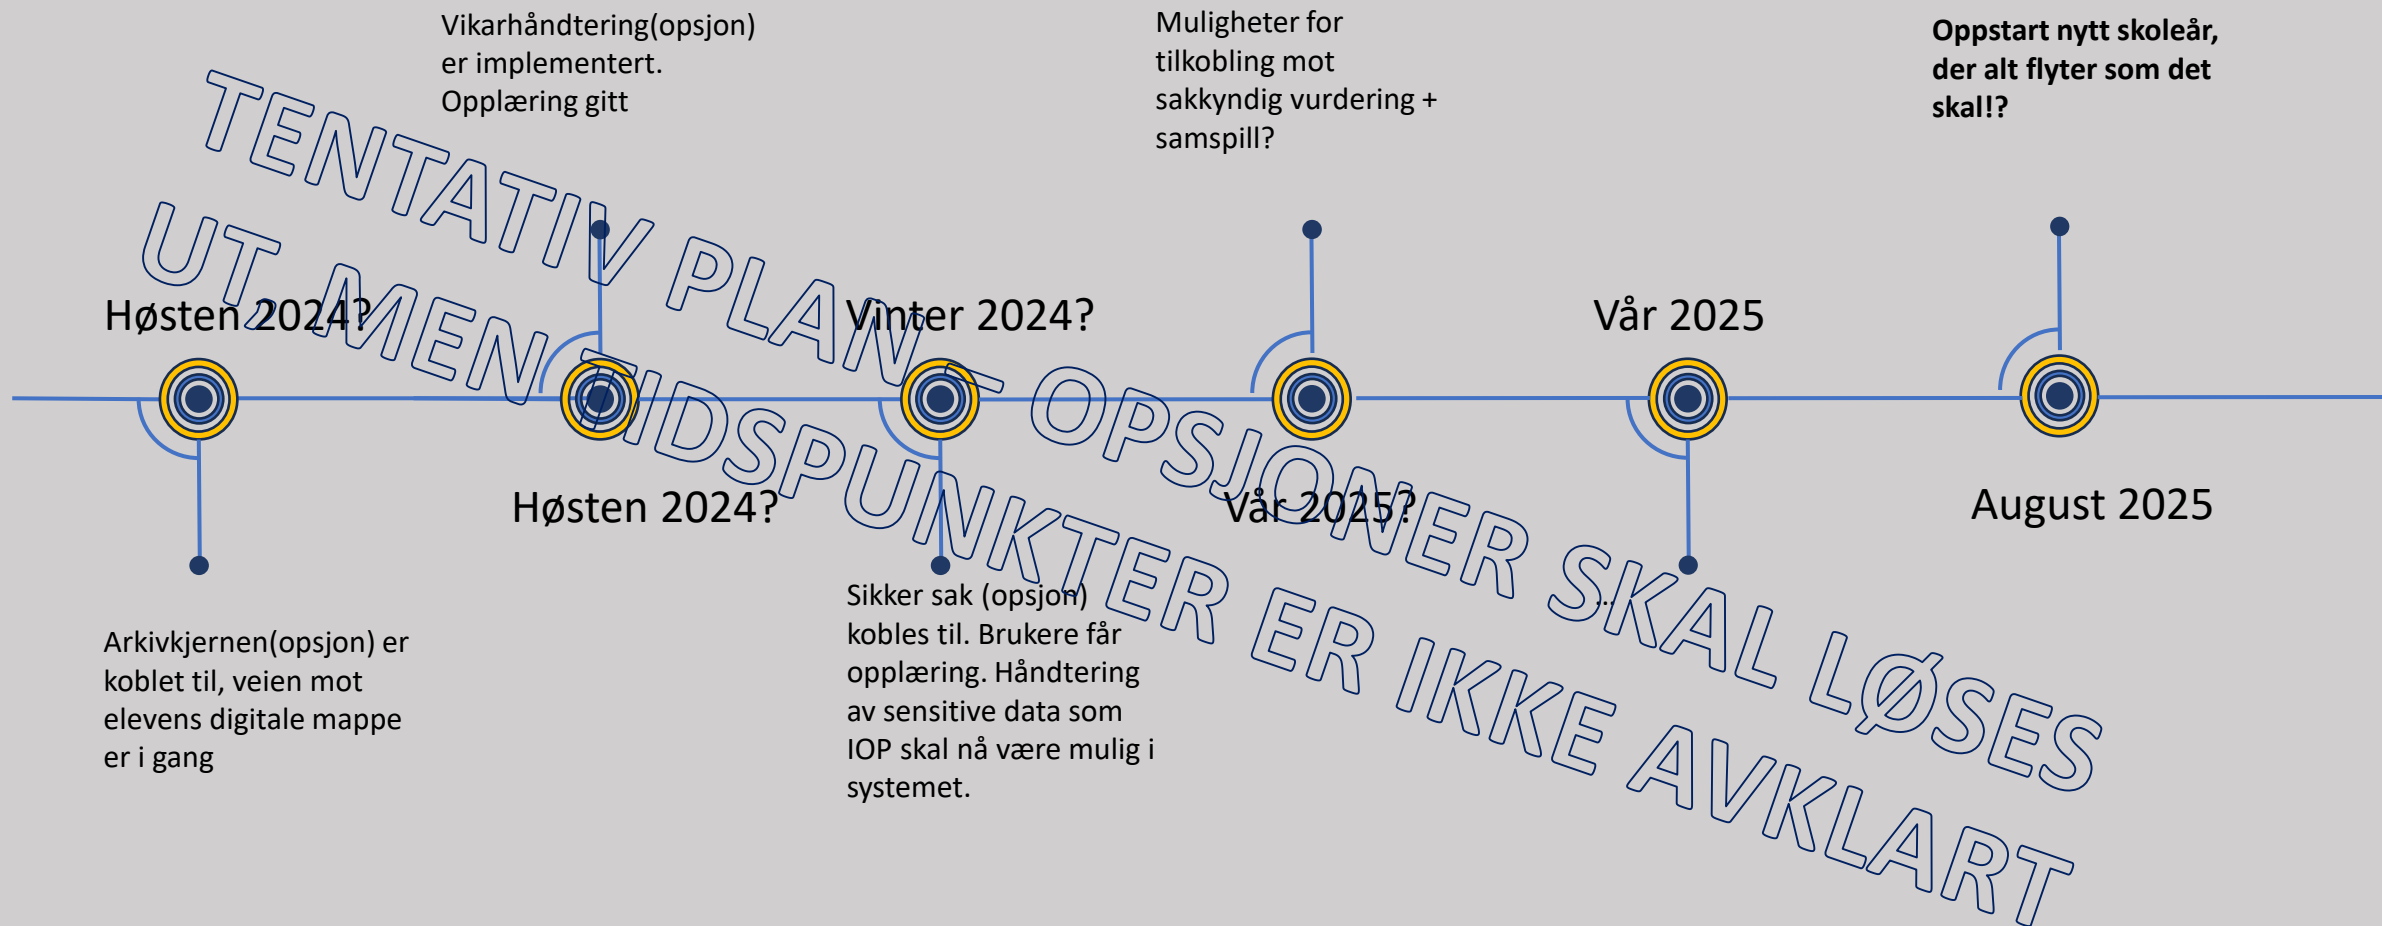 Vikarhåndtering(opsjon)
er implementert.
Opplæring gitt
Muligheter for
tilkobling mot
sakkyndig vurdering +
samspill?
Oppstart nytt skoleår,
der alt flyter som det
skal!?
TENTATIV PLAN - OPSJONER SKAL LØSES
UT, MEN TIDSPUNKTER ER IKKE AVKLART
Høsten 2024?
Vinter 2024?
Vår 2025
Høsten 2024?
Vår 2025?
August 2025
Arkivkjernen(opsjon) er
koblet til, veien mot
elevens digitale mappe
er i gang
Sikker sak (opsjon)
kobles til. Brukere får
opplæring. Håndtering
av sensitive data som
IOP skal nå være mulig i
systemet.
...